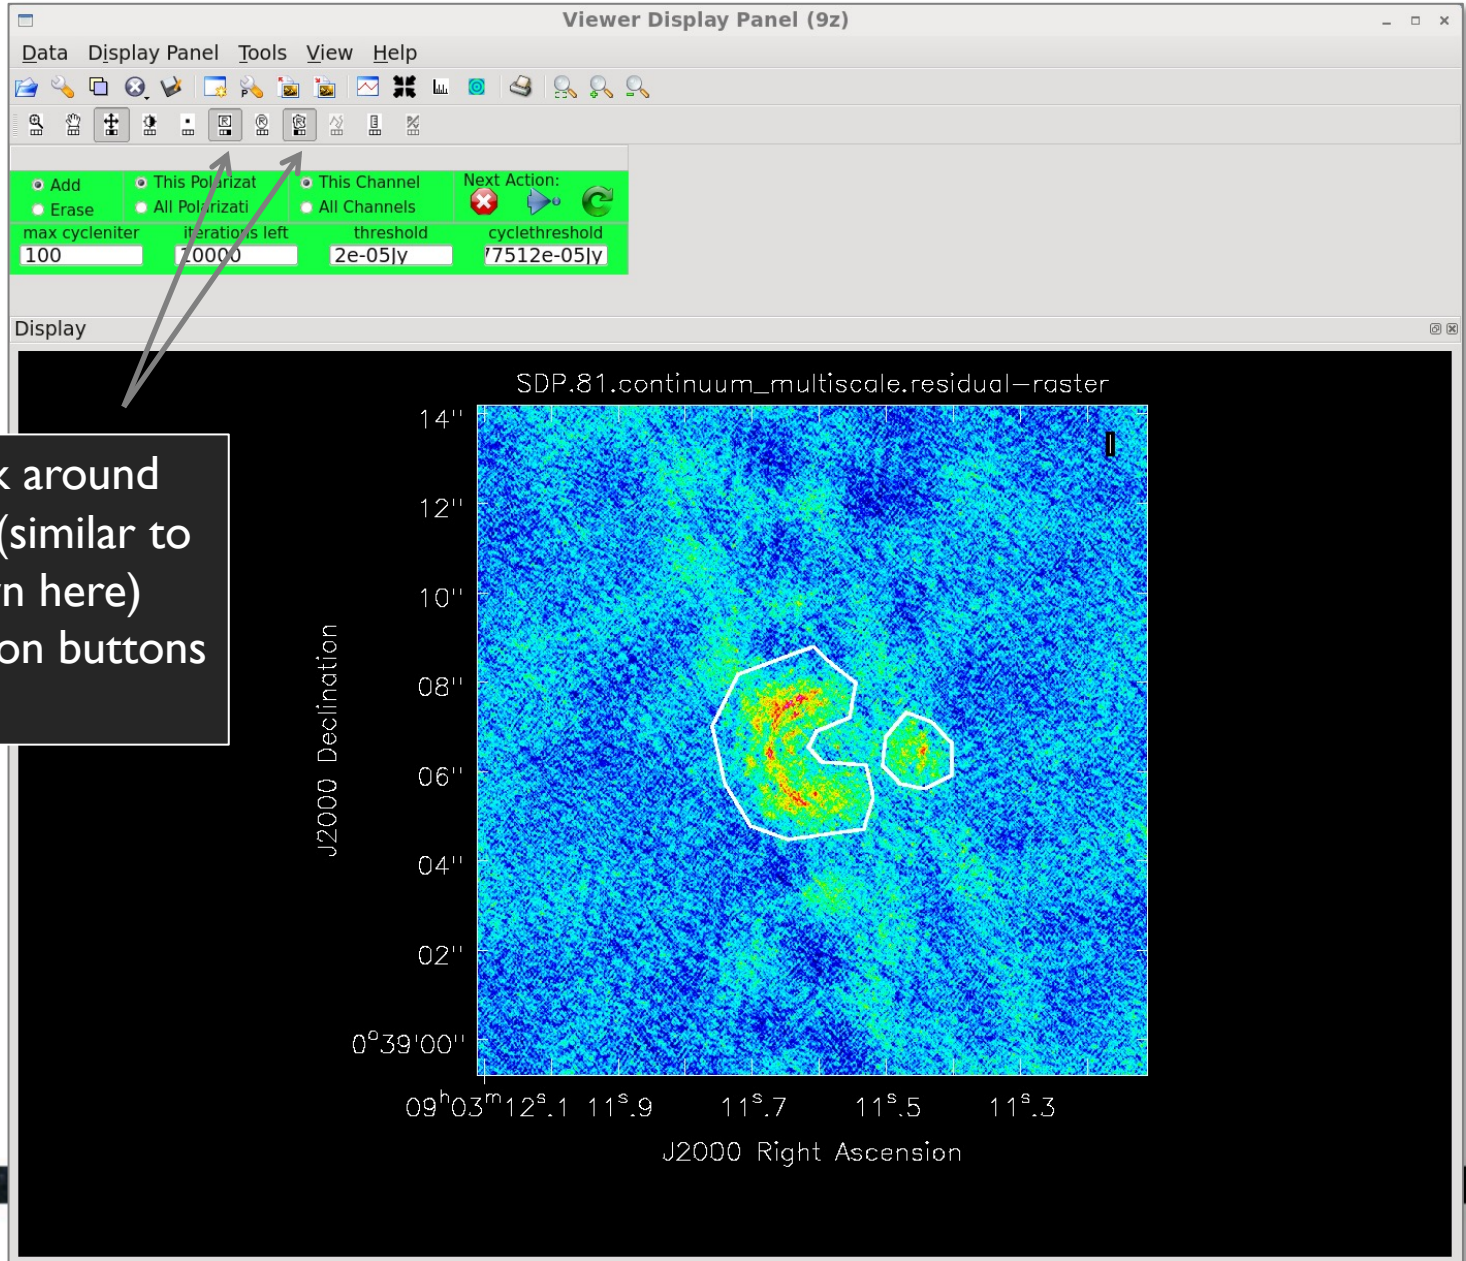 Viewer Display Panel (9z)
Data Display Panel Tools View Help
Add This Polarizat This Channel Next Action:
Erase All Polarizati All Channels
max cycleniter iterations left threshold cyclethreshold
100 10000 2e-05Jy 77512e-05Jy
Display
SDP.81.continuum_multiscale.residual-raster
around
(similar to
here)
on buttons
14"
12"
10"
08"
06"
04"
02"
0°39'00"
J2000 Declination
09ʰ03ᵐ12ˢ.1 11ˢ.9 11ˢ.7 11ˢ.5 11ˢ.3
J2000 Right Ascension